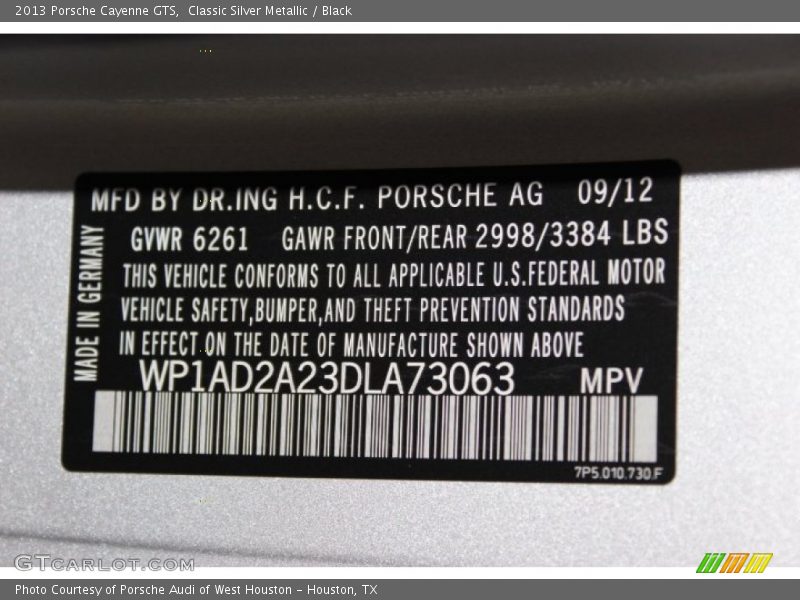 2013 Porsche Cayenne GTS,  Classic Silver Metallic / Black
MFD BY DR.ING H.C.F. PORSCHE AG 09/12
GVWR 6261 GAWR FRONT/REAR 2998/3384 LBS
THIS VEHICLE CONFORMS TO ALL APPLICABLE U.S.FEDERAL MOTOR
VEHICLE SAFETY,BUMPER,AND THEFT PREVENTION STANDARDS
IN EFFECT ON THE DATE OF MANUFACTURE SHOWN ABOVE
MADE IN GERMANY
WP1AD2A23DLA73063 MPV
7P5.010.730.F
GTCARLOT.COM
Photo Courtesy of Porsche Audi of West Houston - Houston, TX